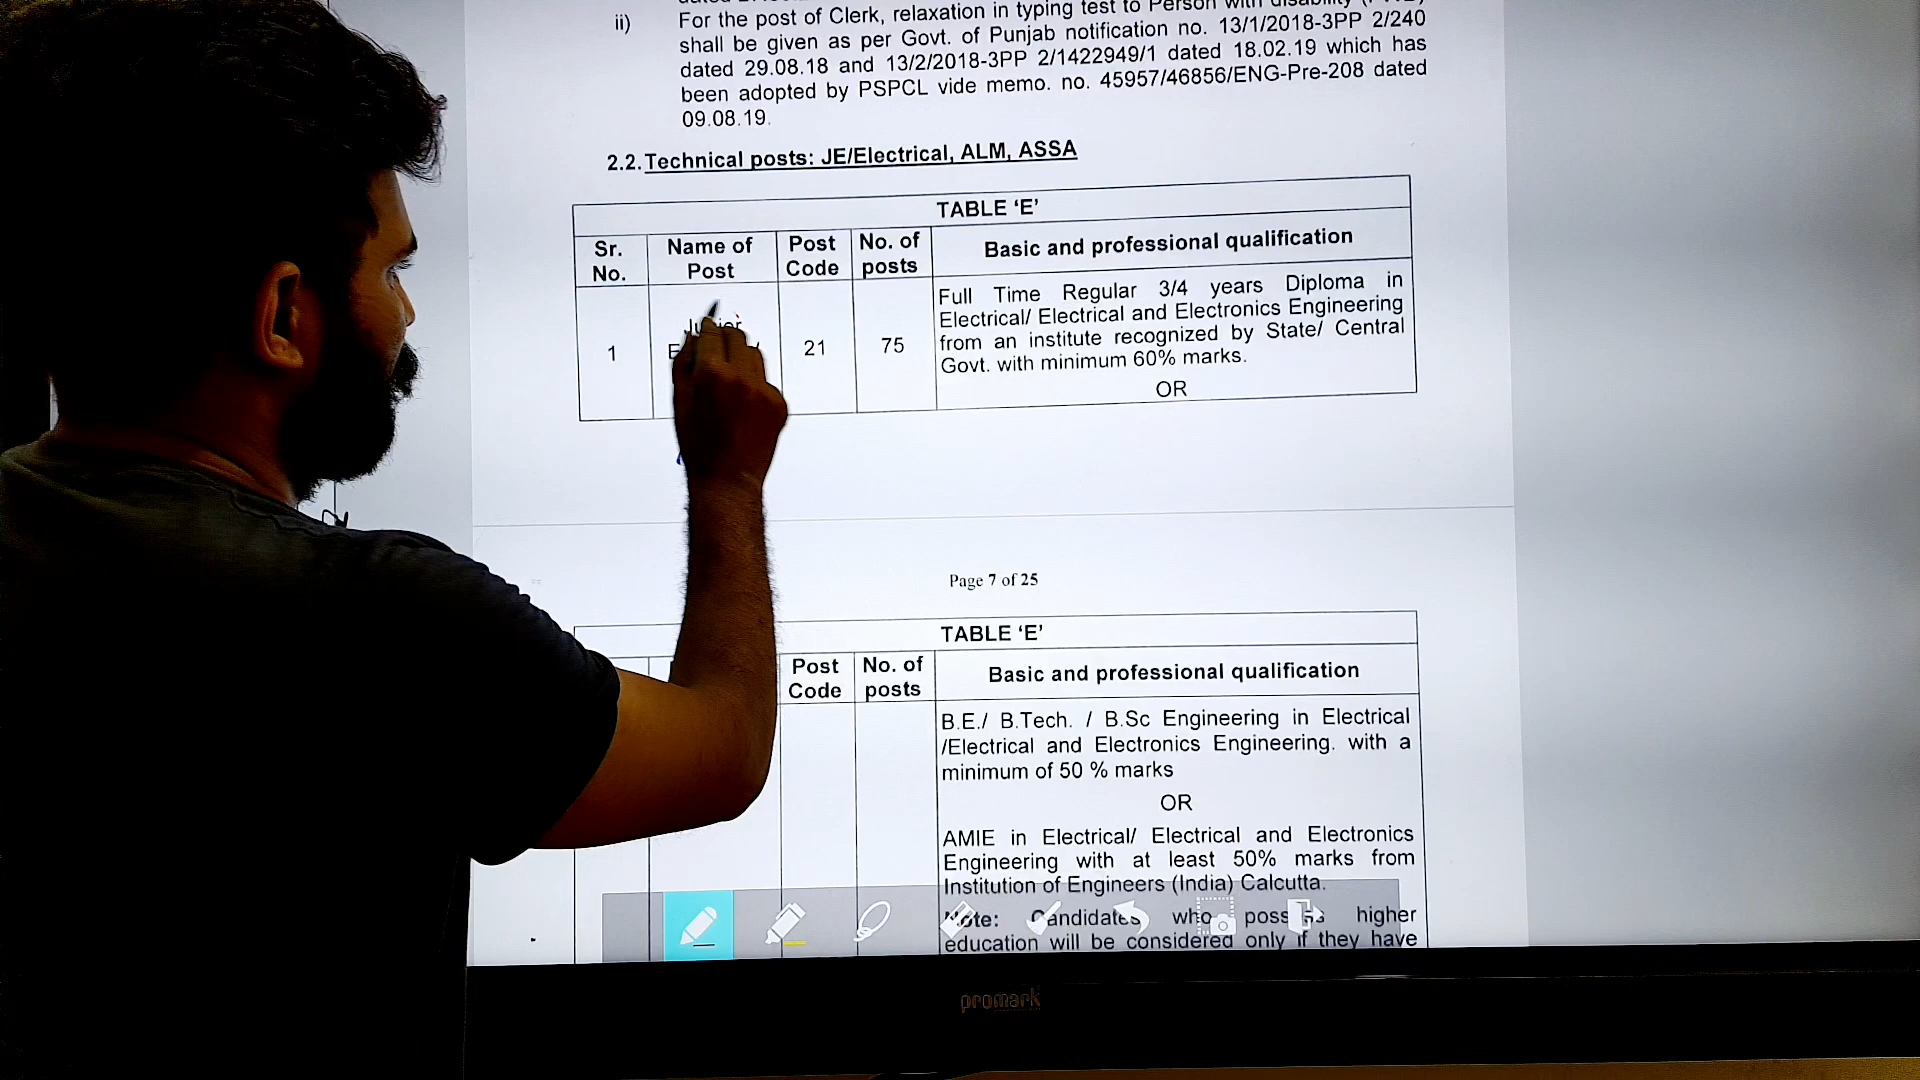 ii) For the post of Clerk, relaxation in typing test to Person with disability
shall be given as per Govt. of Punjab notification no. 13/1/2018-3PP 2/240
dated 29.08.18 and 13/2/2018-3PP 2/1422949/1 dated 18.02.19 which has
been adopted by PSPCL vide memo. no. 45957/46856/ENG-Pre-208 dated
09.08.19.
2.2. Technical posts: JE/Electrical, ALM, ASSA
TABLE ‘E’
Sr. No.
Name of Post
Post Code
No. of posts
Basic and professional qualification
1
Junior
21
75
Full Time Regular 3/4 years Diploma in
Electrical/ Electrical and Electronics Engineering
from an institute recognized by State/ Central
Govt. with minimum 60% marks.
OR
Page 7 of 25
TABLE ‘E’
Post Code
No. of posts
Basic and professional qualification
B.E./ B.Tech. / B.Sc Engineering in Electrical
/Electrical and Electronics Engineering. with a
minimum of 50 % marks
OR
AMIE in Electrical/ Electrical and Electronics
Engineering with at least 50% marks from
Institution of Engineers (India) Calcutta.
Note: Candidates who possess higher
education will be considered only if they have
promark